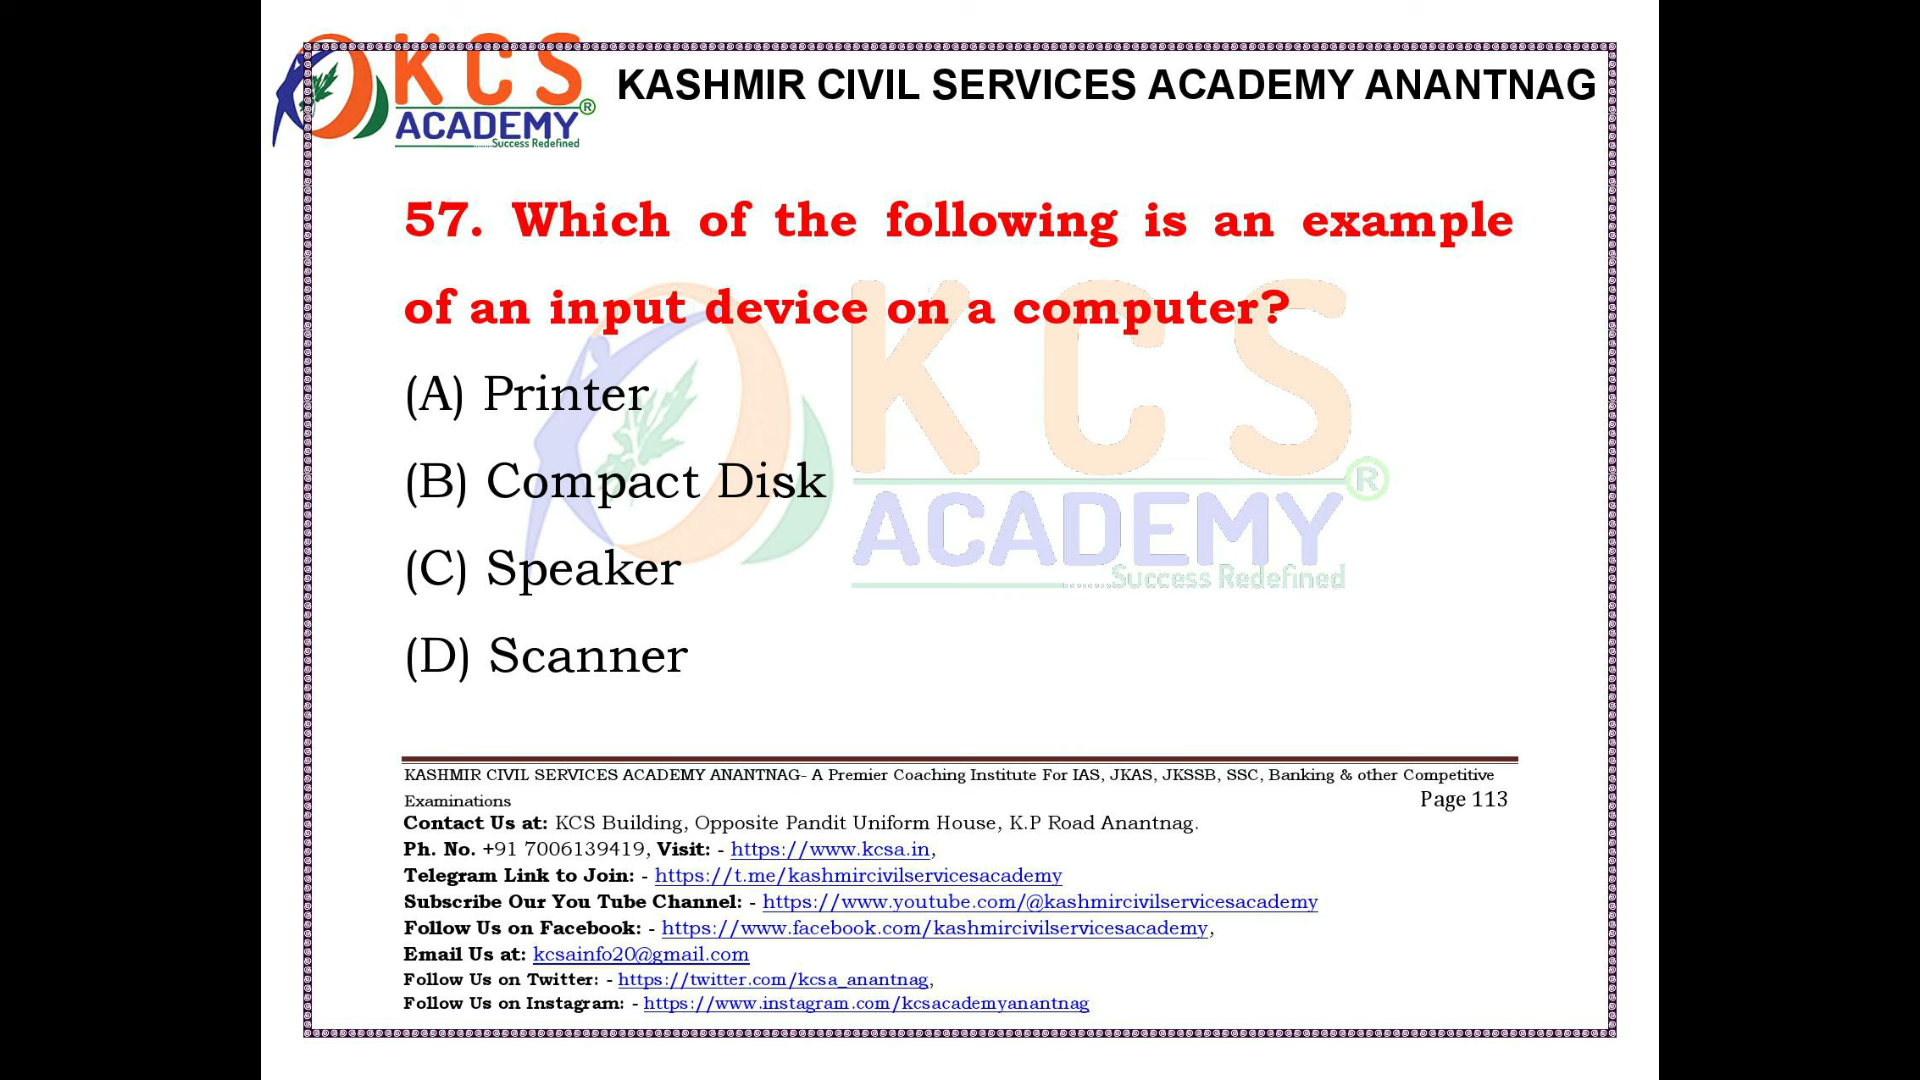 KCS
ACADEMY®
.......Success Redefined
KASHMIR CIVIL SERVICES ACADEMY ANANTNAG
57. Which of the following is an example
of an input device on a computer?
(A) Printer
(B) Compact Disk
(C) Speaker
(D) Scanner
KCS
ACADEMY®
.......Success Redefined
KASHMIR CIVIL SERVICES ACADEMY ANANTNAG- A Premier Coaching Institute For IAS, JKAS, JKSSB, SSC, Banking & other Competitive
Examinations Page 113
Contact Us at: KCS Building, Opposite Pandit Uniform House, K.P Road Anantnag.
Ph. No. +91 7006139419, Visit: - https://www.kcsa.in,
Telegram Link to Join: - https://t.me/kashmircivilservicesacademy
Subscribe Our You Tube Channel: - https://www.youtube.com/@kashmircivilservicesacademy
Follow Us on Facebook: - https://www.facebook.com/kashmircivilservicesacademy,
Email Us at: kcsainfo20@gmail.com
Follow Us on Twitter: - https://twitter.com/kcsa_anantnag,
Follow Us on Instagram: - https://www.instagram.com/kcsacademyanantnag